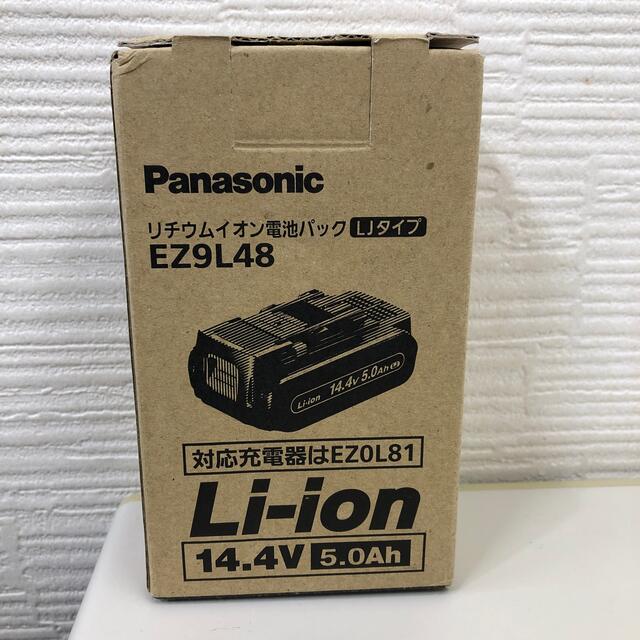 Panasonic
リチウムイオン電池パック LJタイプ
EZ9L48
Li-ion 14.4V 5.0Ah LJ
対応充電器はEZ0L81
Li-ion
14.4V 5.0Ah